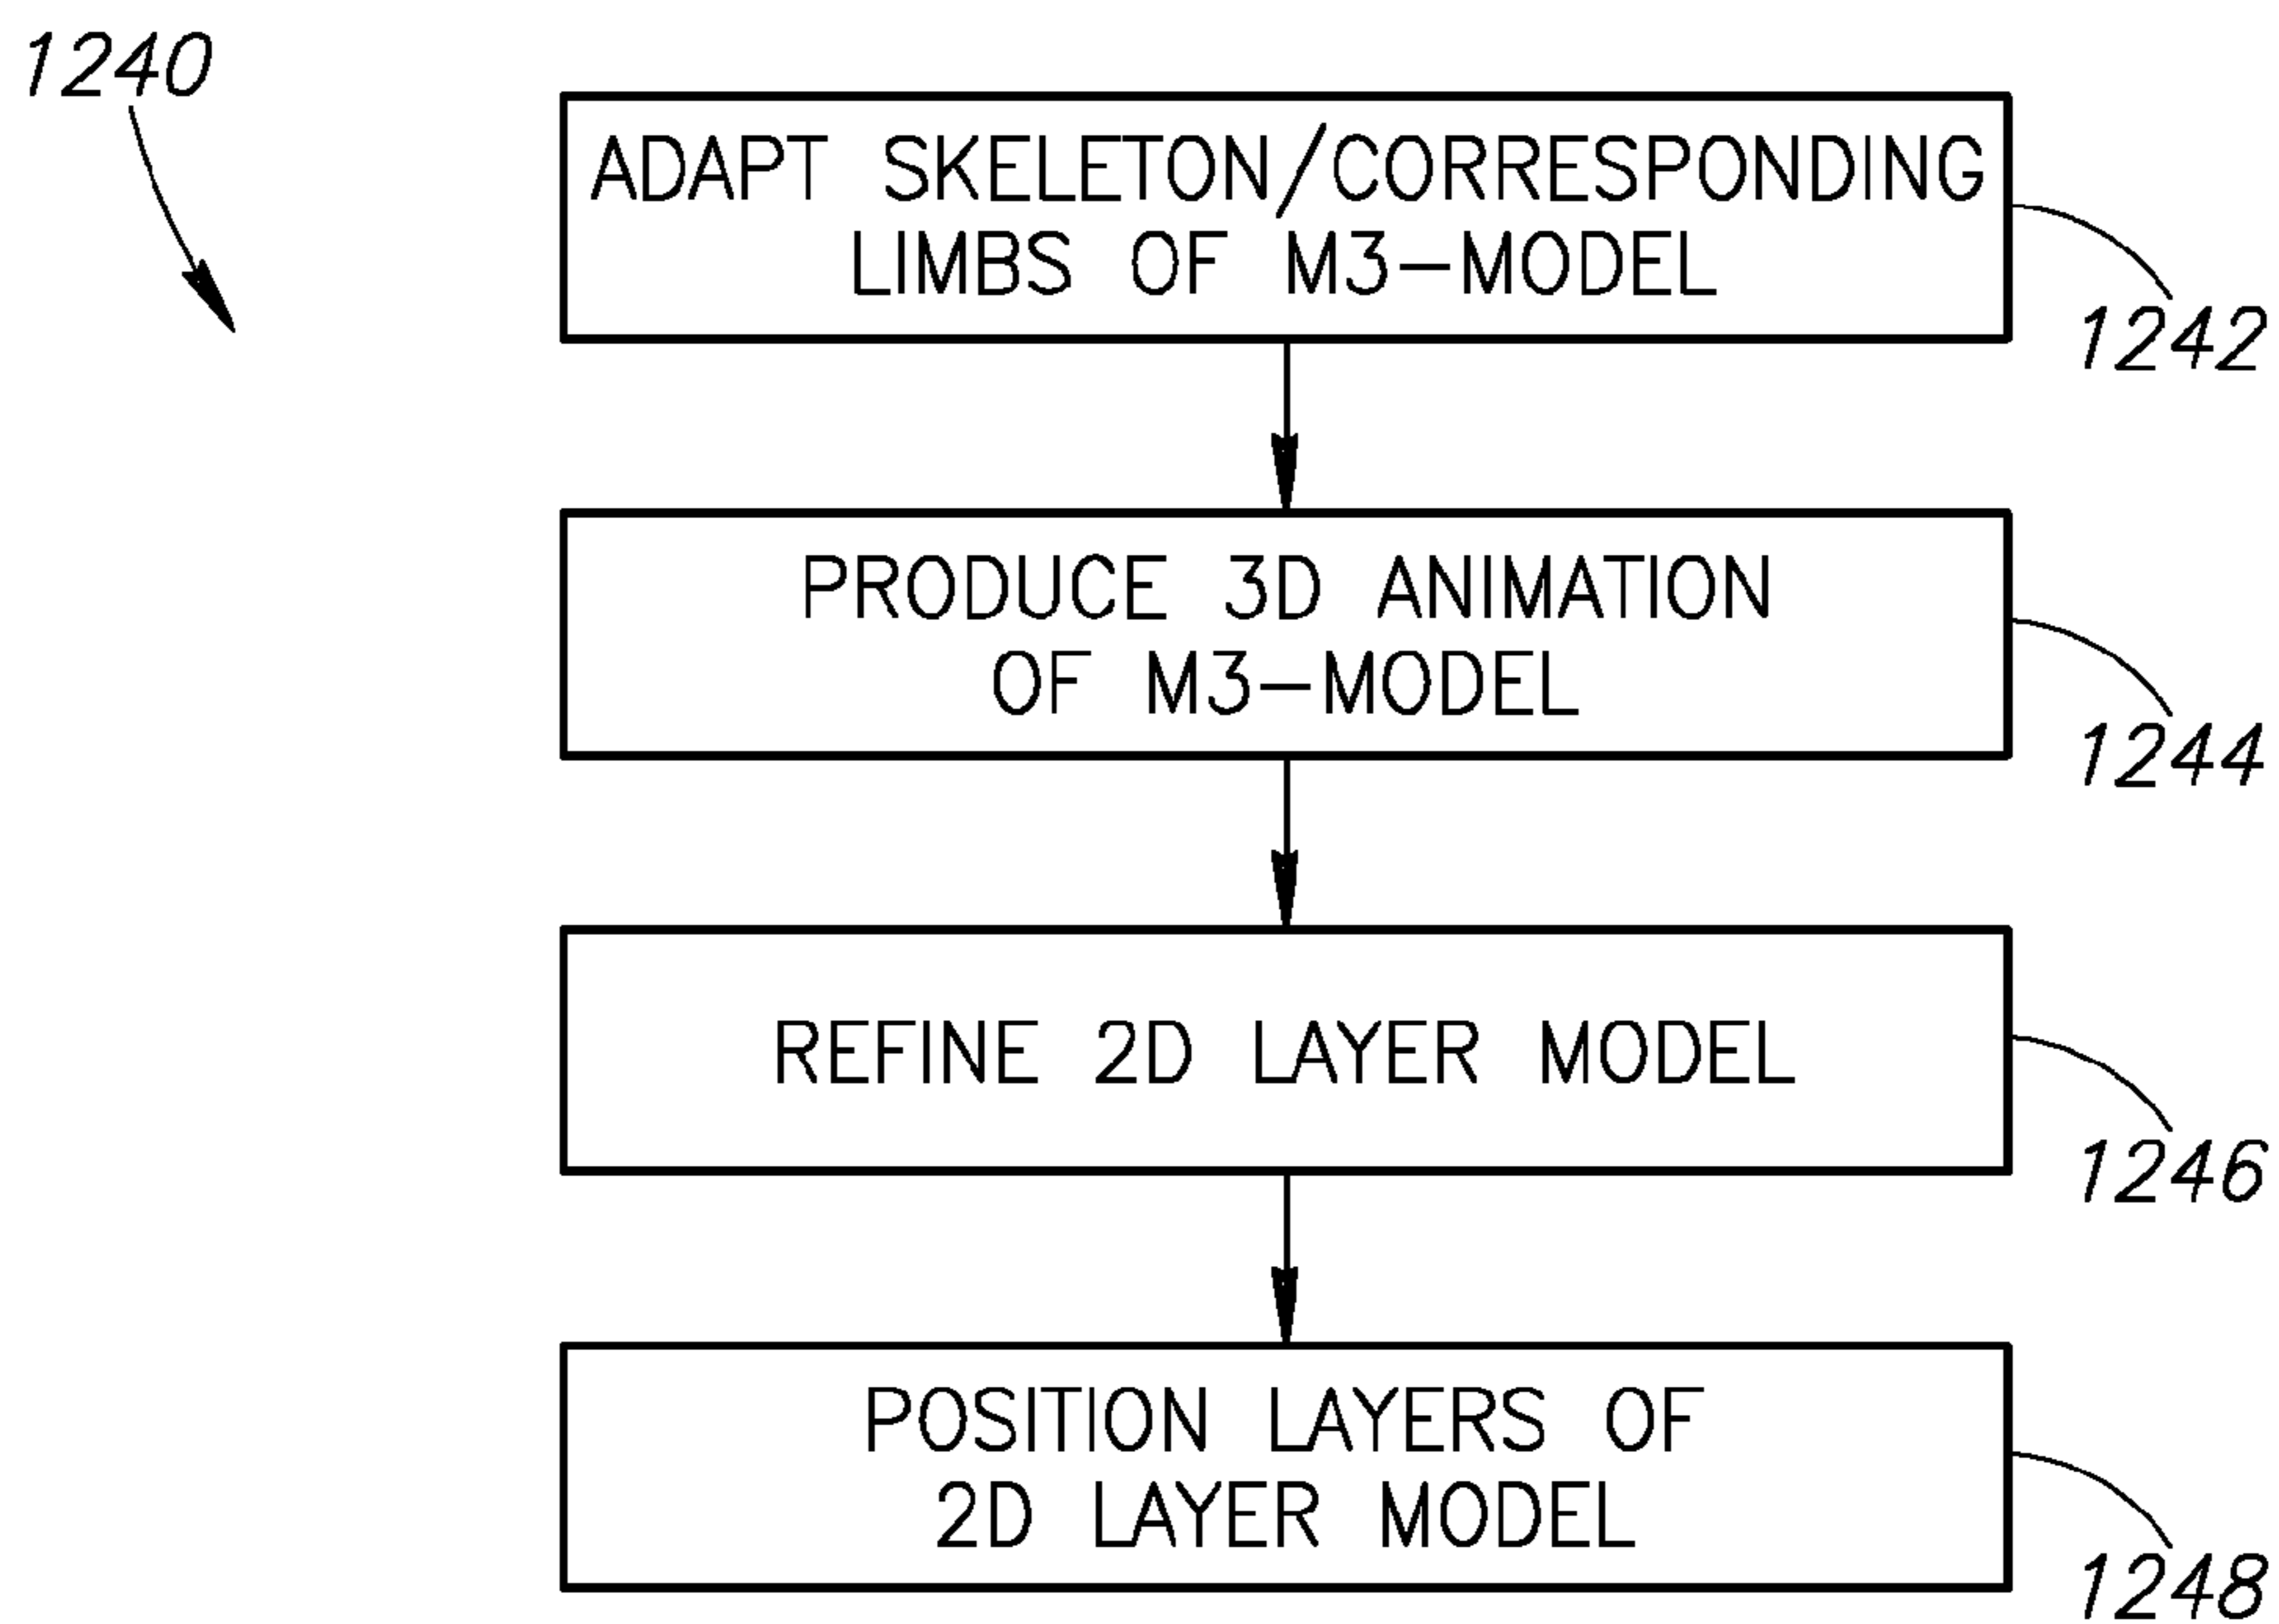 1240
ADAPT SKELETON/CORRESPONDING
LIMBS OF M3-MODEL
1242
PRODUCE 3D ANIMATION
OF M3-MODEL
1244
REFINE 2D LAYER MODEL
1246
POSITION LAYERS OF
2D LAYER MODEL
1248